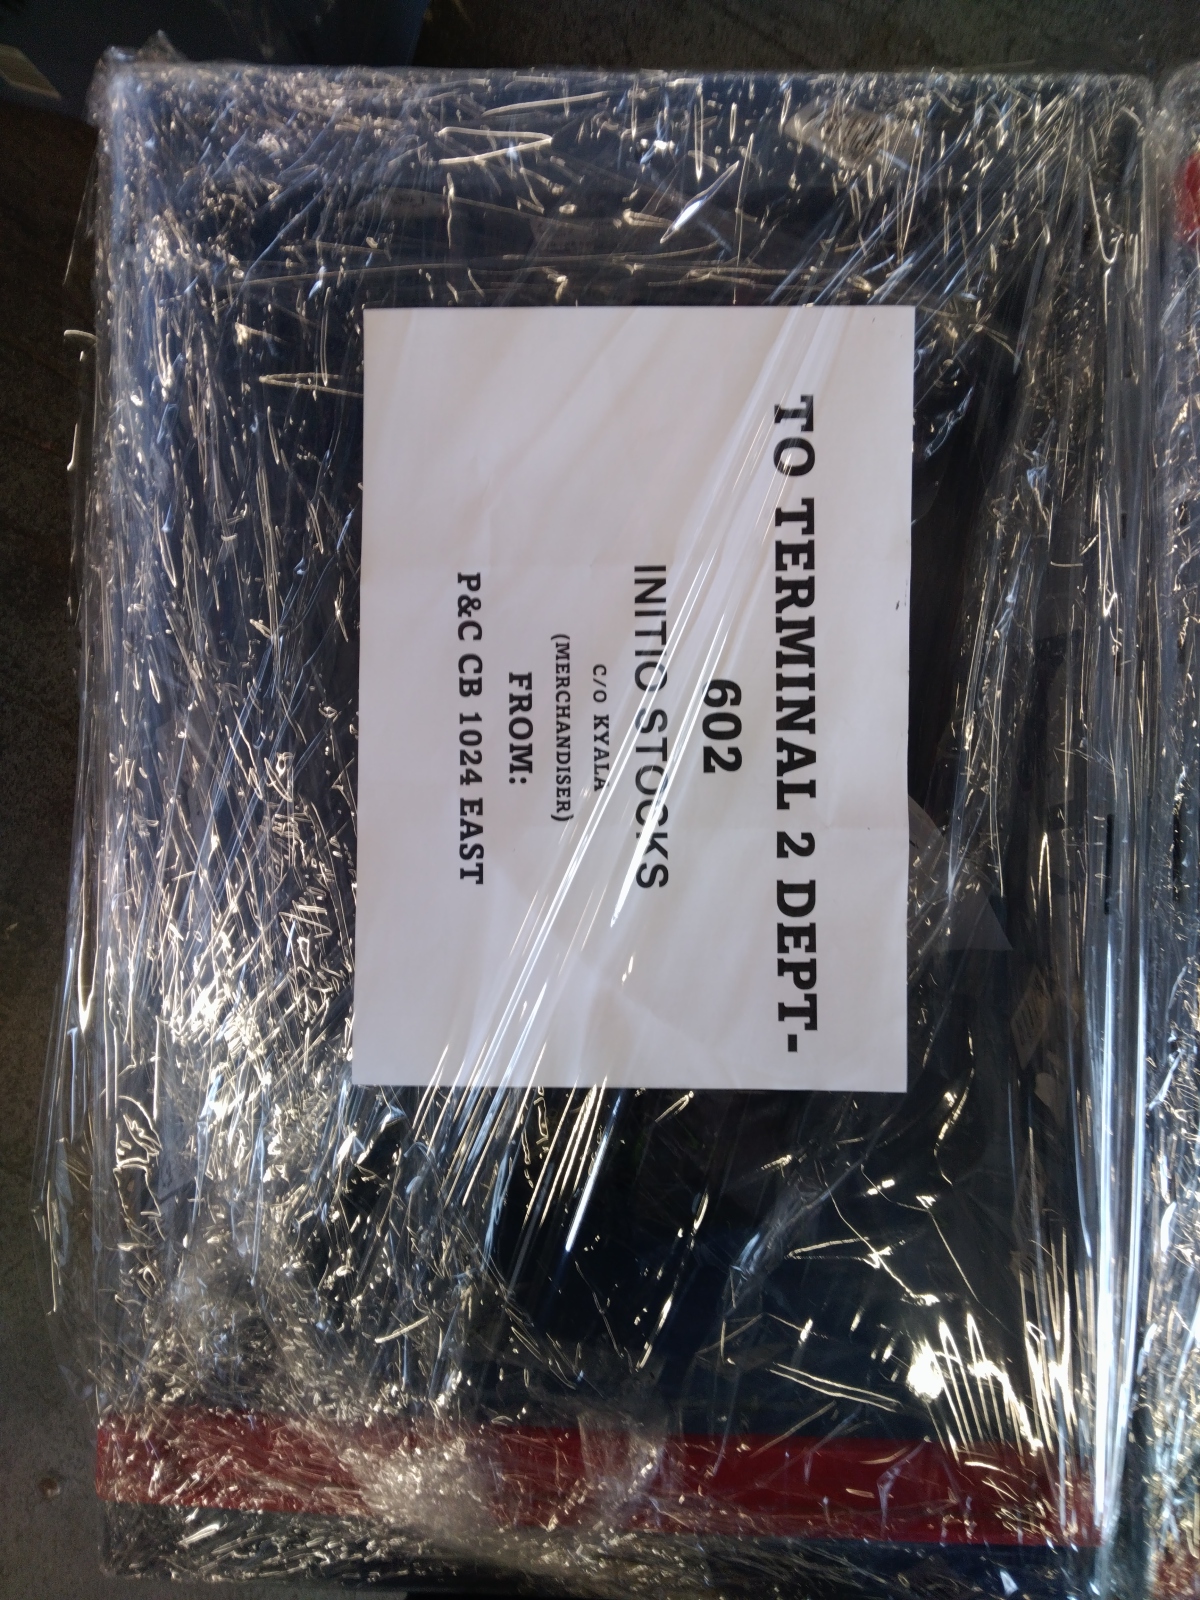 TO TERMINAL 2 DEPT-
602
INITIO STOCKS
C/O KYALA
(MERCHANDISER)
FROM:
P&C CB 1024 EAST